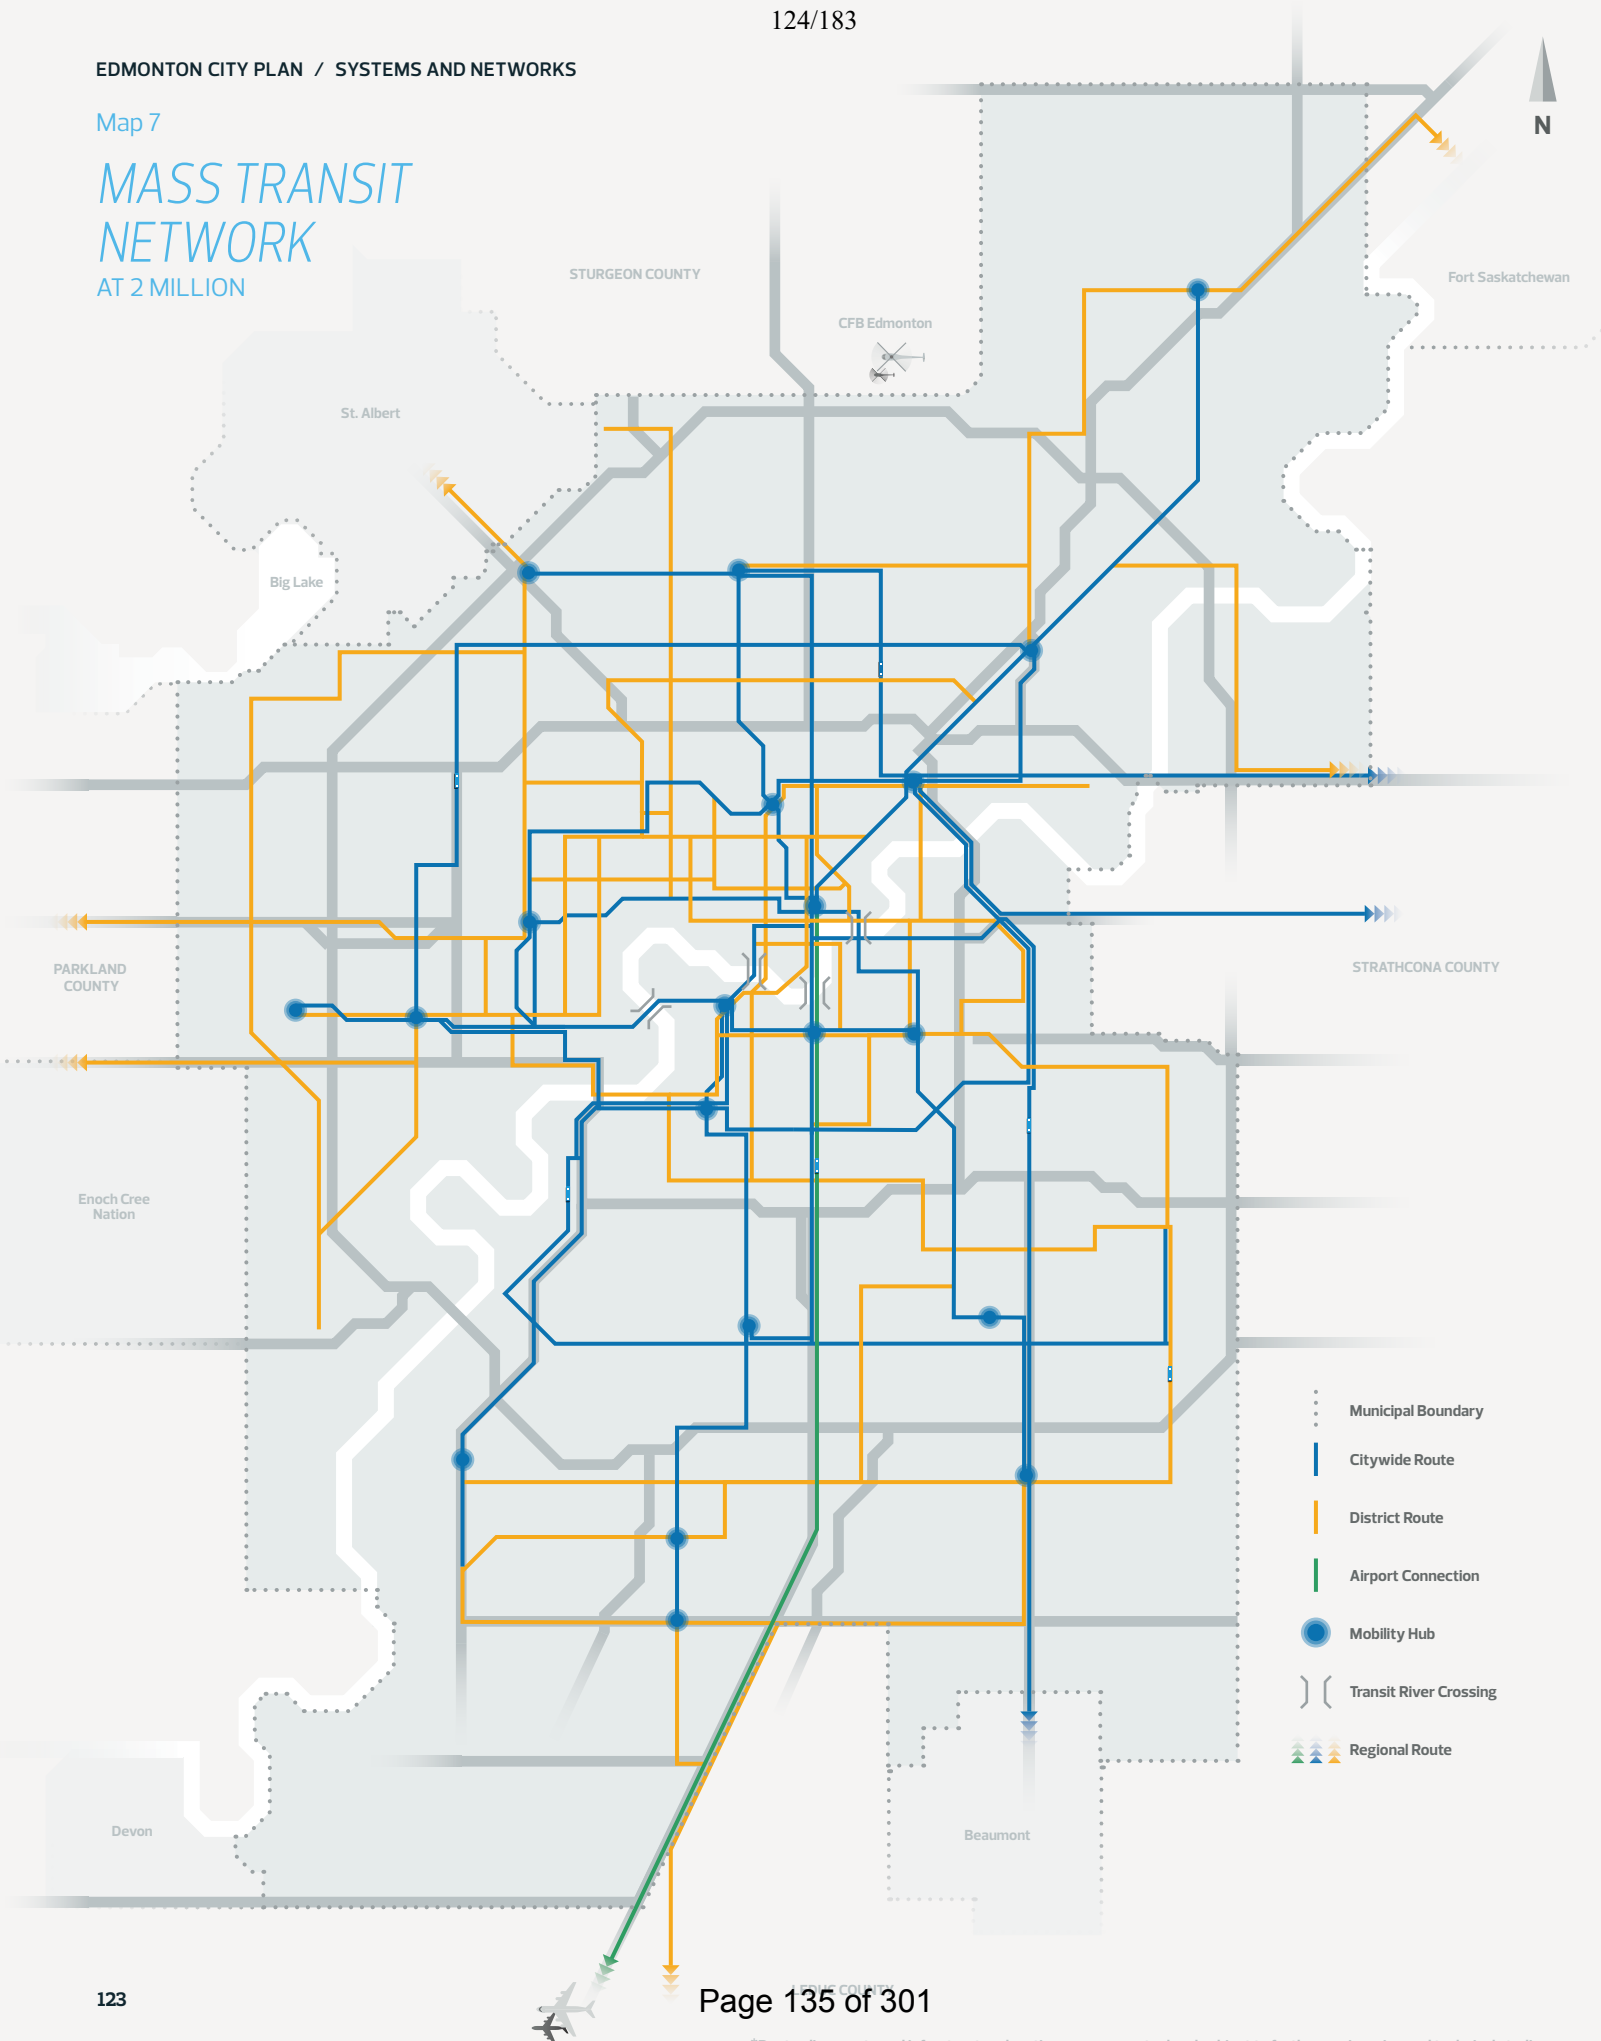 124/183
EDMONTON CITY PLAN / SYSTEMS AND NETWORKS
Map 7
MASS TRANSIT
NETWORK
AT 2 MILLION
N
STURGEON COUNTY
Fort Saskatchewan
CFB Edmonton
St. Albert
Big Lake
PARKLAND
COUNTY
STRATHCONA COUNTY
Enoch Cree
Nation
Municipal Boundary
Citywide Route
District Route
Airport Connection
Mobility Hub
Transit River Crossing
Regional Route
Devon
Beaumont
LEDUC COUNTY
123
Page 135 of 301